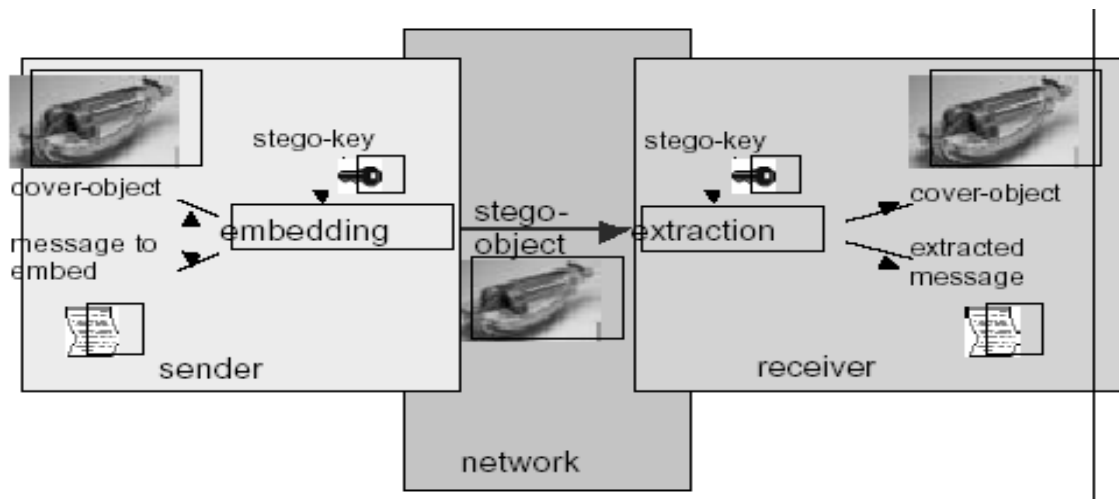 stego-key
cover-object
message to
embed
embedding
sender
stego-
object
network
stego-key
extraction
cover-object
extracted
message
receiver